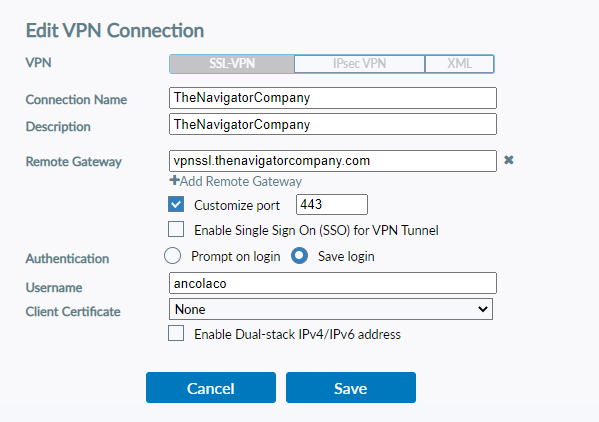 Edit VPN Connection
VPN SSL-VPN IPsec VPN XML
Connection Name TheNavigatorCompany
Description TheNavigatorCompany
Remote Gateway vpnssl.thenavigatorcompany.com
Add Remote Gateway
Customize port 443
Enable Single Sign On (SSO) for VPN Tunnel
Authentication Prompt on login Save login
Username ancolaco
Client Certificate None
Enable Dual-stack IPv4/IPv6 address
Cancel Save